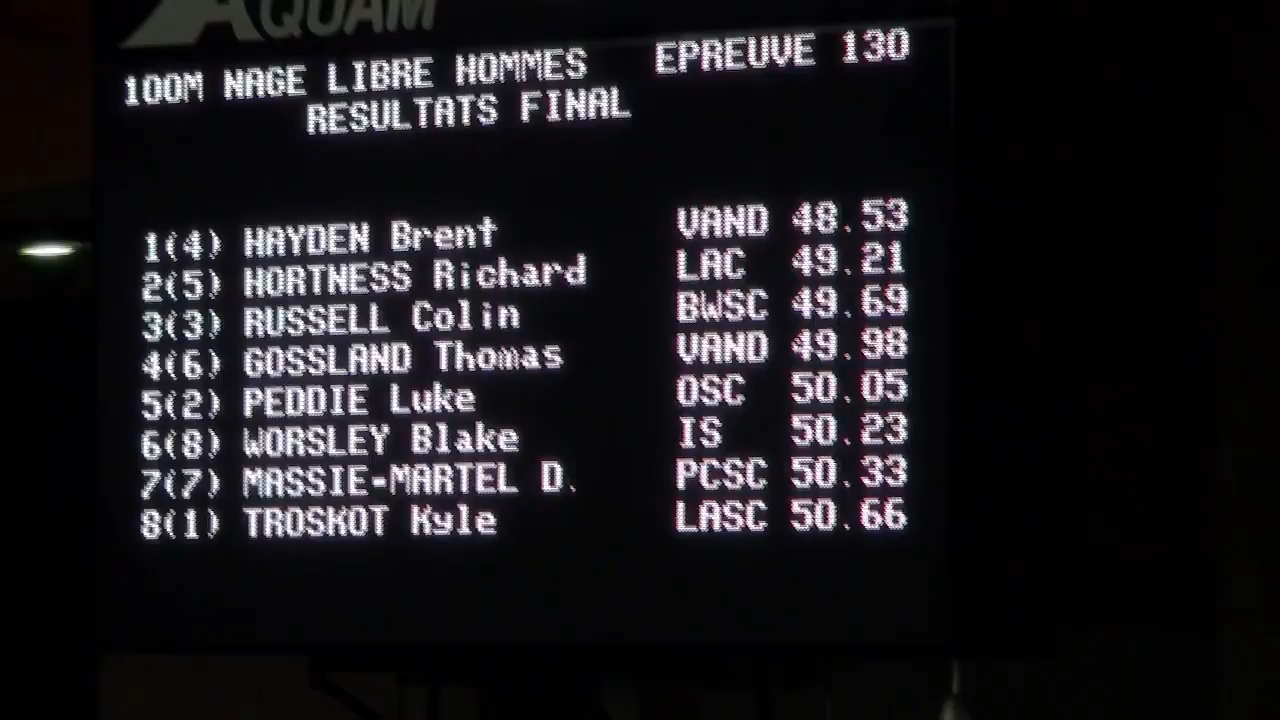 AQUAM
100M NAGE LIBRE HOMMES EPREUVE 130
RESULTATS FINAL
1(4) HAYDEN Brent VAND 48.53
2(5) HORTNESS Richard LAC 49.21
3(3) RUSSELL Colin BWSC 49.69
4(6) GOSSLAND Thomas VAND 49.98
5(2) PEDDIE Luke OSC 50.05
6(8) WORSLEY Blake IS 50.23
7(7) MASSIE-MARTEL D. PCSC 50.33
8(1) TROSKOT Kyle LASC 50.66